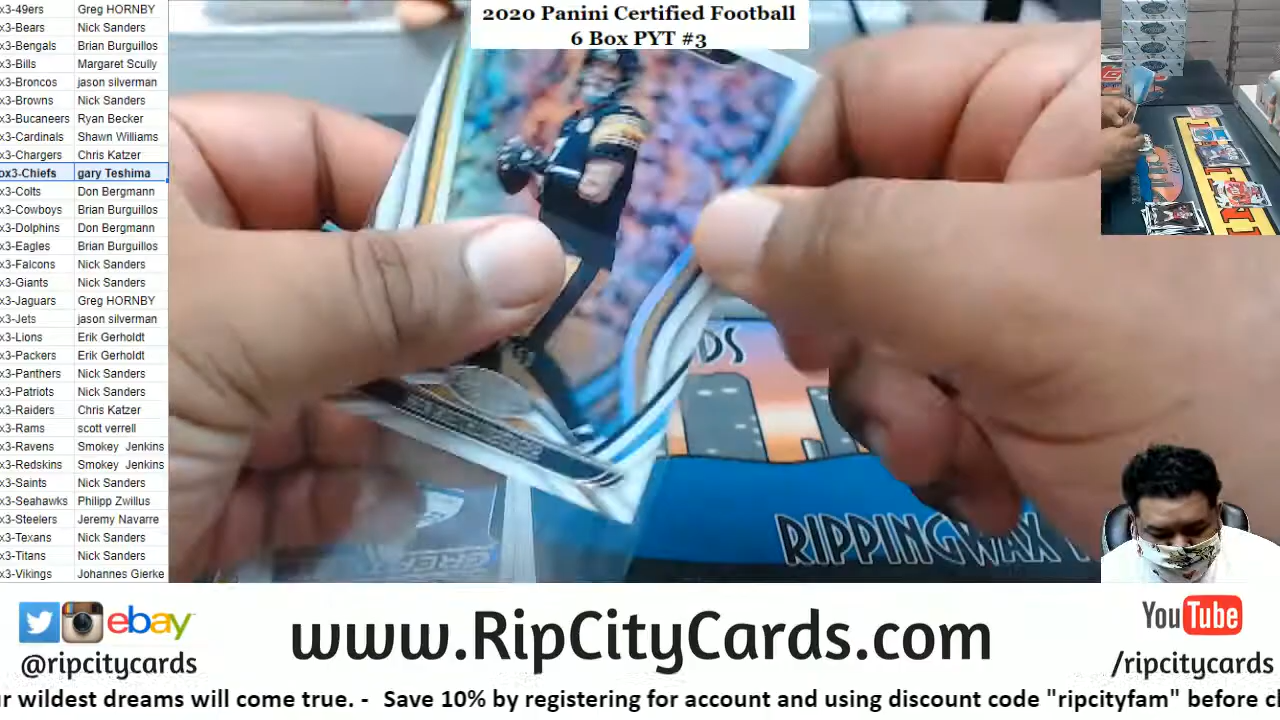 2020 Panini Certified Football
6 Box PYT #3
x3-49ers Greg HORNBY
x3-Bears Nick Sanders
x3-Bengals Brian Burguillos
x3-Bills Margaret Scully
x3-Broncos jason silverman
x3-Browns Nick Sanders
x3-Bucaneers Ryan Becker
x3-Cardinals Shawn Williams
x3-Chargers Chris Katzer
ox3-Chiefs gary Teshima
x3-Colts Don Bergmann
x3-Cowboys Brian Burguillos
x3-Dolphins Don Bergmann
x3-Eagles Brian Burguillos
x3-Falcons Nick Sanders
x3-Giants Nick Sanders
x3-Jaguars Greg HORNBY
x3-Jets jason silverman
x3-Lions Erik Gerholdt
x3-Packers Erik Gerholdt
x3-Panthers Nick Sanders
x3-Patriots Nick Sanders
x3-Raiders Chris Katzer
x3-Rams scott verrell
x3-Ravens Smokey Jenkins
x3-Redskins Smokey Jenkins
x3-Saints Nick Sanders
x3-Seahawks Philipp Zwillus
x3-Steelers Jeremy Navarre
x3-Texans Nick Sanders
x3-Titans Nick Sanders
x3-Vikings Johannes Gierke
DS
RIPPINGWAX
ebay
@ripcitycards
www.RipCityCards.com
YouTube
/ripcitycards
ur wildest dreams will come true. - Save 10% by registering for account and using discount code "ripcityfam" before c